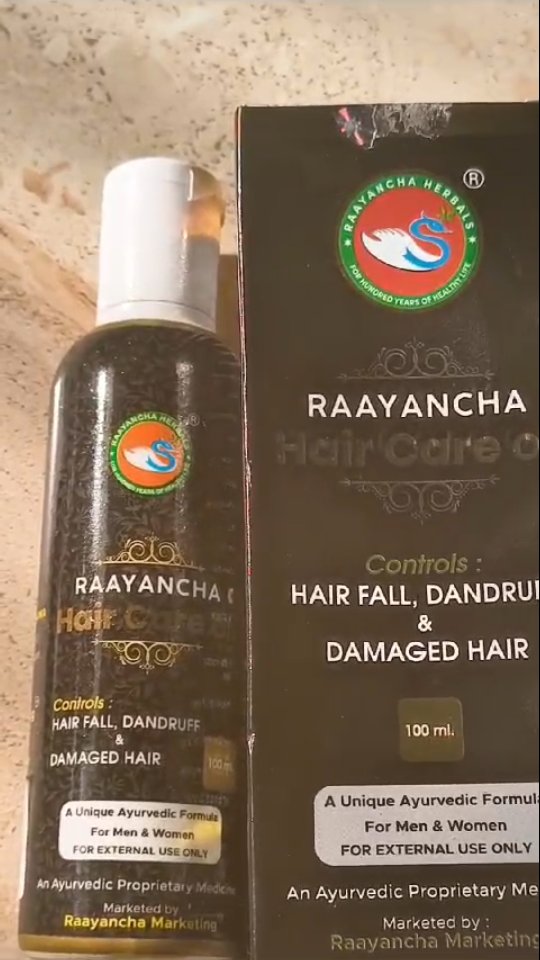 RAAYANCHA HERBALS
FOR HUNDRED YEARS OF HEALTHY LIFE
RAAYANCHA
Hair Care
Controls :
HAIR FALL, DANDRUFF
&
DAMAGED HAIR
100 ml.
A Unique Ayurvedic Formula
For Men & Women
FOR EXTERNAL USE ONLY
An Ayurvedic Proprietary Medicine
Marketed by
Raayancha Marketing
®
RAAYANCHA HERBALS
FOR HUNDRED YEARS OF HEALTHY LIFE
RAAYANCHA
Hair Care O
Controls :
HAIR FALL, DANDRUF
&
DAMAGED HAIR
100 ml.
A Unique Ayurvedic Formula
For Men & Women
FOR EXTERNAL USE ONLY
An Ayurvedic Proprietary Me
Marketed by :
Raayancha Marketing